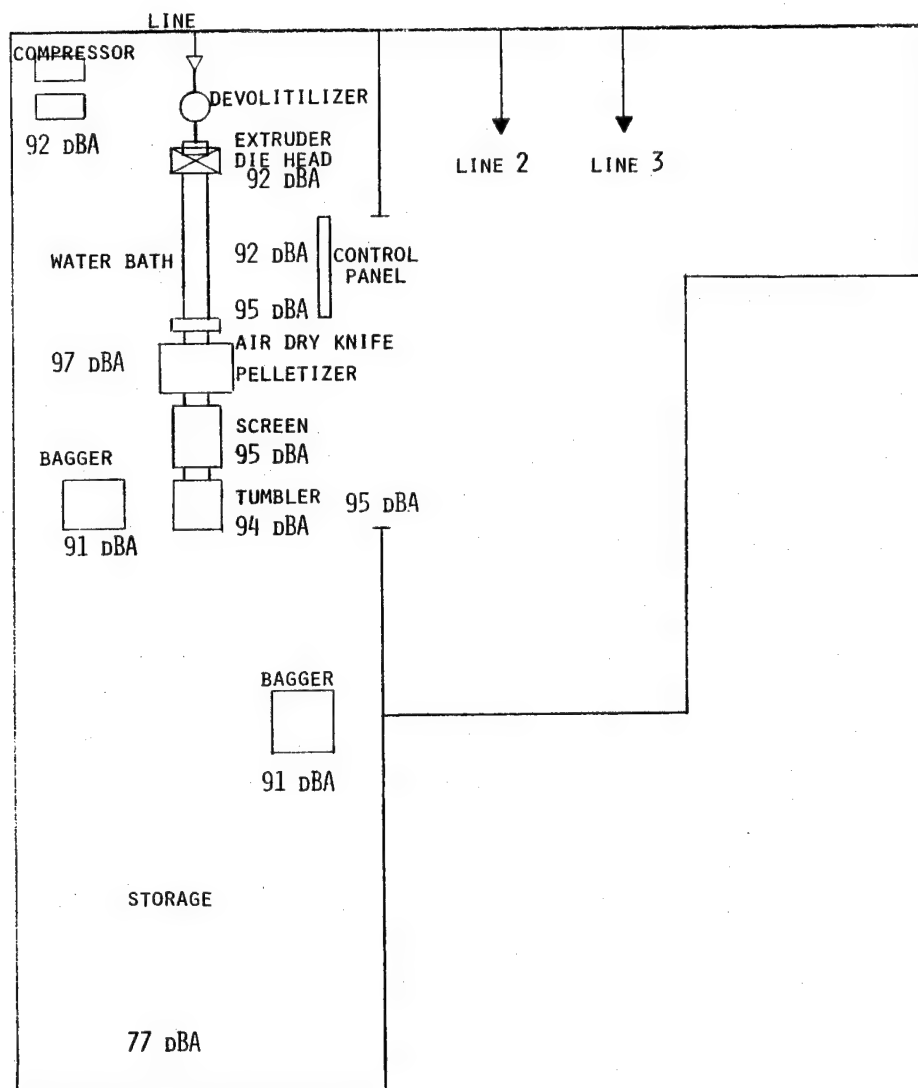 LINE
COMPRESSOR
DEVOLITILIZER
92 DBA
EXTRUDER
DIE HEAD
92 DBA
LINE 2
LINE 3
WATER BATH
92 DBA
CONTROL
PANEL
95 DBA
AIR DRY KNIFE
97 DBA
PELLETIZER
SCREEN
95 DBA
BAGGER
TUMBLER
94 DBA
95 DBA
91 DBA
BAGGER
91 DBA
STORAGE
77 DBA